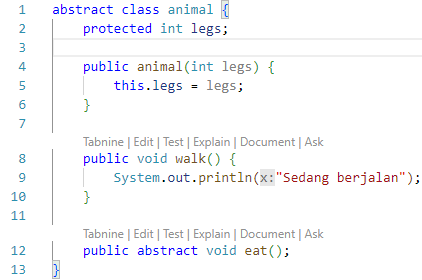 1 abstract class animal {
2     protected int legs;
3
4     public animal(int legs) {
5         this.legs = legs;
6     }
7
Tabnine | Edit | Test | Explain | Document | Ask
8     public void walk() {
9         System.out.println(x:"Sedang berjalan");
10     }
11
Tabnine | Edit | Test | Explain | Document | Ask
12     public abstract void eat();
13 }